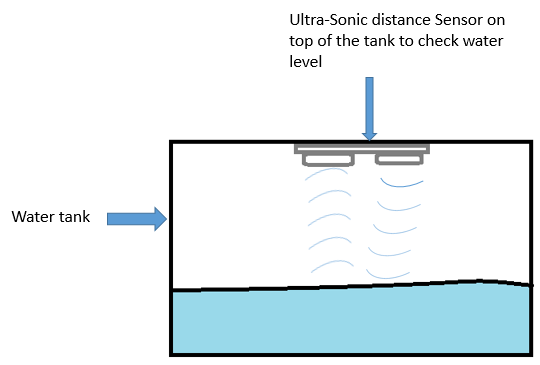 Ultra-Sonic distance Sensor on
top of the tank to check water
level
Water tank